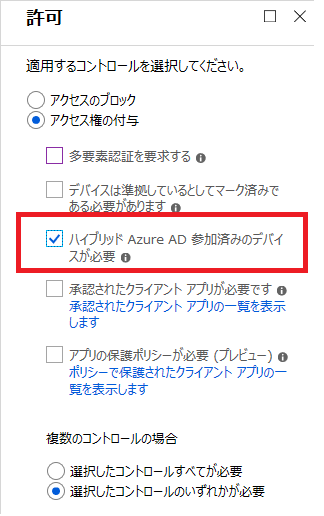 許可
適用するコントロールを選択してください。
アクセスのブロック
アクセス権の付与
多要素認証を要求する
デバイスは準拠しているとしてマーク済みで
ある必要があります
ハイブリッド Azure AD 参加済みのデバイ
スが必要
承認されたクライアント アプリが必要です
承認されたクライアント アプリの一覧を表示
します
アプリの保護ポリシーが必要 (プレビュー)
ポリシーで保護されたクライアント アプリの一
覧を表示します
複数のコントロールの場合
選択したコントロールすべてが必要
選択したコントロールのいずれかが必要